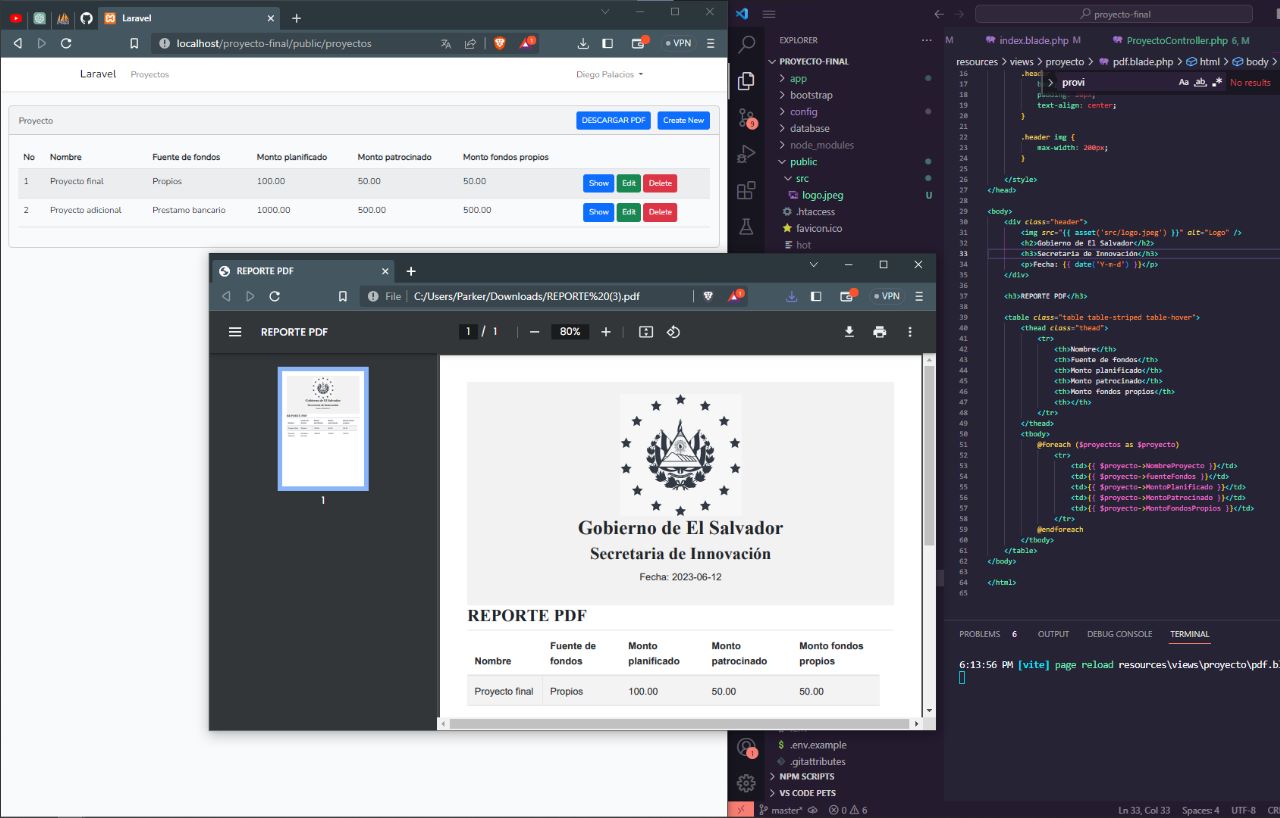 Laravel
localhost/proyecto-final/public/proyectos
VPN
Laravel Proyectos Diego Palacios
Proyecto DESCARGAR PDF Create New
No Nombre Fuente de fondos Monto planificado Monto patrocinado Monto fondos propios
1 Proyecto final Propios 100.00 50.00 50.00 Show Edit Delete
2 Proyecto adicional Prestamo bancario 1000.00 500.00 500.00 Show Edit Delete
REPORTE PDF
File C:/Users/Parker/Downloads/REPORTE%20(3).pdf VPN
REPORTE PDF 1 / 1 80%
1
Gobierno de El Salvador
Secretaria de Innovación
Fecha: 2023-06-12
REPORTE PDF
Nombre Fuente de fondos Monto planificado Monto patrocinado Monto fondos propios
Proyecto final Propios 100.00 50.00 50.00
proyecto-final
EXPLORER
PROYECTO-FINAL
app
bootstrap
config
database
node_modules
public
src
logo.jpeg U
.htaccess
favicon.ico
hot
.env.example
.gitattributes
NPM SCRIPTS
VS CODE PETS
9
1
M index.blade.php M ProyectoController.php 6, M
resources > views > proyecto > pdf.blade.php > html > body >
provi Aa ab No results
16 .header
17
18 padding: 30px;
19 text-align: center;
20 }
21
22 .header img {
23 max-width: 200px;
24 }
25
26 </style>
27 </head>
28
29 <body>
30 <div class="header">
31 <img src="{{ asset('src/logo.jpeg') }}" alt="Logo" />
32 <h2>Gobierno de El Salvador</h2>
33 <h3>Secretaria de Innovación</h3>
34 <p>Fecha: {{ date('Y-m-d') }}</p>
35 </div>
36
37 <h3>REPORTE PDF</h3>
38
39 <table class="table table-striped table-hover">
40 <thead class="thead">
41 <tr>
42 <th>Nombre</th>
43 <th>Fuente de fondos</th>
44 <th>Monto planificado</th>
45 <th>Monto patrocinado</th>
46 <th>Monto fondos propios</th>
47 <th></th>
48 </tr>
49 </thead>
50 <tbody>
51 @foreach ($proyectos as $proyecto)
52 <tr>
53 <td>{{ $proyecto->NombreProyecto }}</td>
54 <td>{{ $proyecto->fuenteFondos }}</td>
55 <td>{{ $proyecto->MontoPlanificado }}</td>
56 <td>{{ $proyecto->MontoPatrocinado }}</td>
57 <td>{{ $proyecto->MontoFondosPropios }}</td>
58 </tr>
59 @endforeach
60 </tbody>
61 </table>
62 </body>
63
64 </html>
65
PROBLEMS 6 OUTPUT DEBUG CONSOLE TERMINAL
6:13:56 PM [vite] page reload resources\views\proyecto\pdf.bl
master* 0 6 Ln 33, Col 33 Spaces: 4 UTF-8 CR